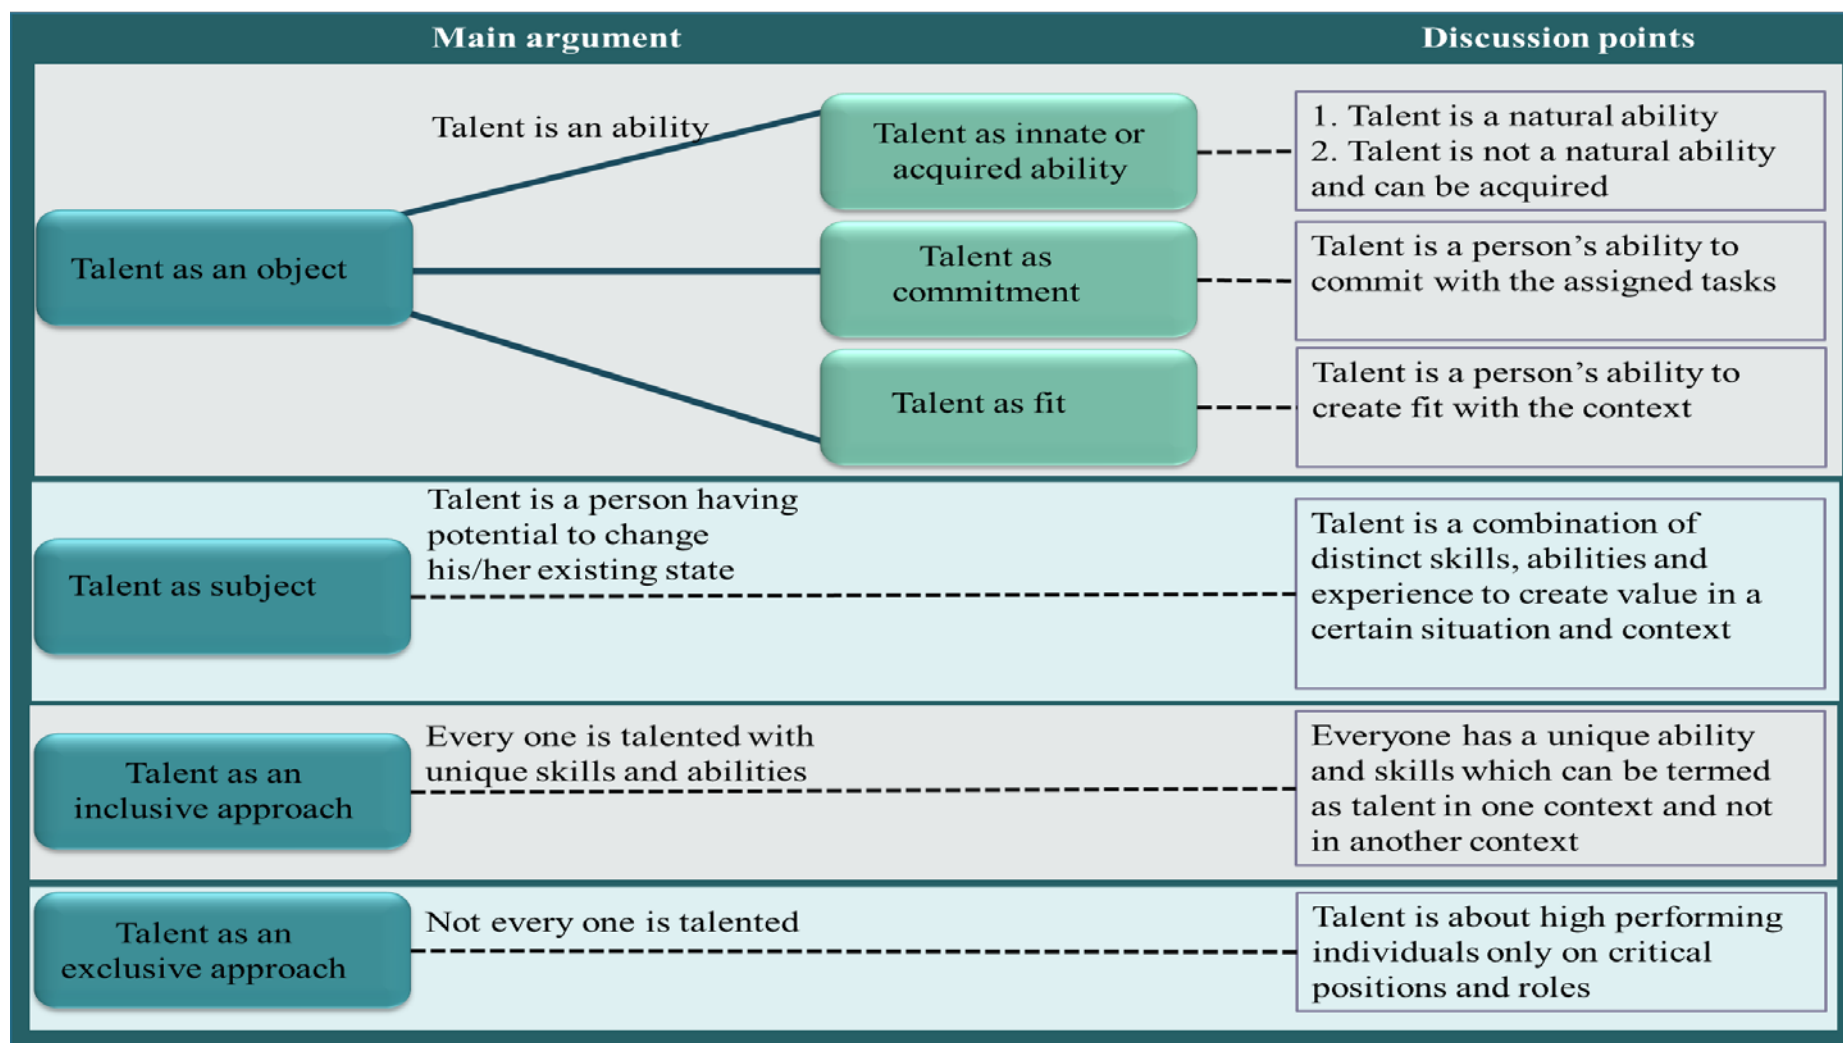 Main argument
Discussion points
Talent is an ability
Talent as an object
Talent as innate or
acquired ability
1. Talent is a natural ability
2. Talent is not a natural ability
and can be acquired
Talent as
commitment
Talent is a person’s ability to
commit with the assigned tasks
Talent as fit
Talent is a person’s ability to
create fit with the context
Talent as subject
Talent is a person having
potential to change
his/her existing state
Talent is a combination of
distinct skills, abilities and
experience to create value in a
certain situation and context
Talent as an
inclusive approach
Every one is talented with
unique skills and abilities
Everyone has a unique ability
and skills which can be termed
as talent in one context and not
in another context
Talent as an
exclusive approach
Not every one is talented
Talent is about high performing
individuals only on critical
positions and roles